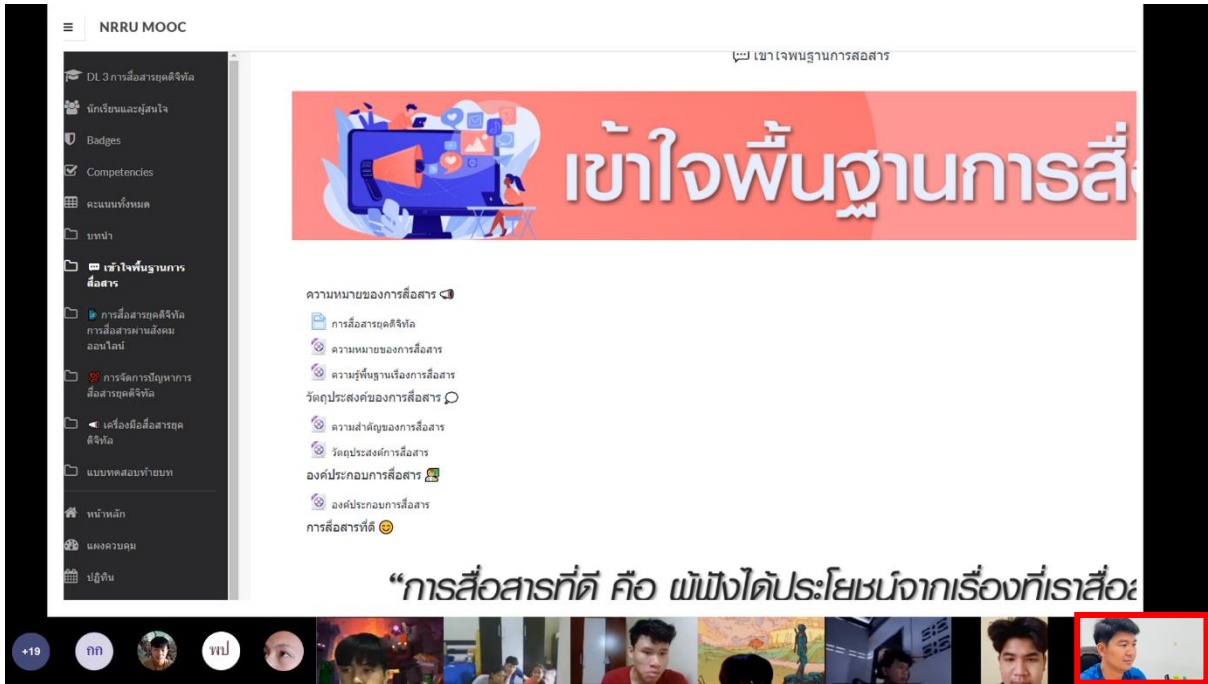 NRRU MOOC
DL 3 การสื่อสารยุคดิจิทัล
นักเรียนและผู้สนใจ
Badges
Competencies
คะแนนทั้งหมด
บทนำ
เข้าใจพื้นฐานการ
สื่อสาร
การสื่อสารยุคดิจิทัล
การสื่อสารผ่านสังคม
ออนไลน์
การจัดการปัญหาการ
สื่อสารยุคดิจิทัล
เครื่องมือสื่อสารยุค
ดิจิทัล
แบบทดสอบท้ายบท
หน้าหลัก
แผงควบคุม
ปฏิทิน
เข้าใจพื้นฐานการสื่อสาร
เข้าใจพื้นฐานการสื่
ความหมายของการสื่อสาร
การสื่อสารยุคดิจิทัล
ความหมายของการสื่อสาร
ความรู้พื้นฐานเรื่องการสื่อสาร
วัตถุประสงค์ของการสื่อสาร
ความสำคัญของการสื่อสาร
วัตถุประสงค์การสื่อสาร
องค์ประกอบการสื่อสาร
องค์ประกอบการสื่อสาร
การสื่อสารที่ดี
“การสื่อสารที่ดี คือ ผู้ฟังได้ประโยชน์จากเรื่องที่เราสื่อส
+19
กก
พป